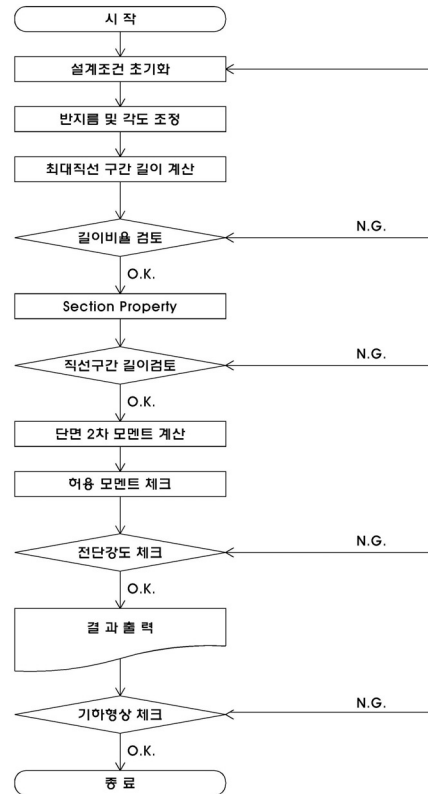 시 작
설계조건 초기화
반지름 및 각도 조정
최대직선 구간 길이 계산
길이비율 검토
N.G.
O.K.
Section Property
직선구간 길이검토
N.G.
O.K.
단면 2차 모멘트 계산
허용 모멘트 체크
전단강도 체크
N.G.
O.K.
결 과 출 력
기하형상 체크
N.G.
O.K.
종 료